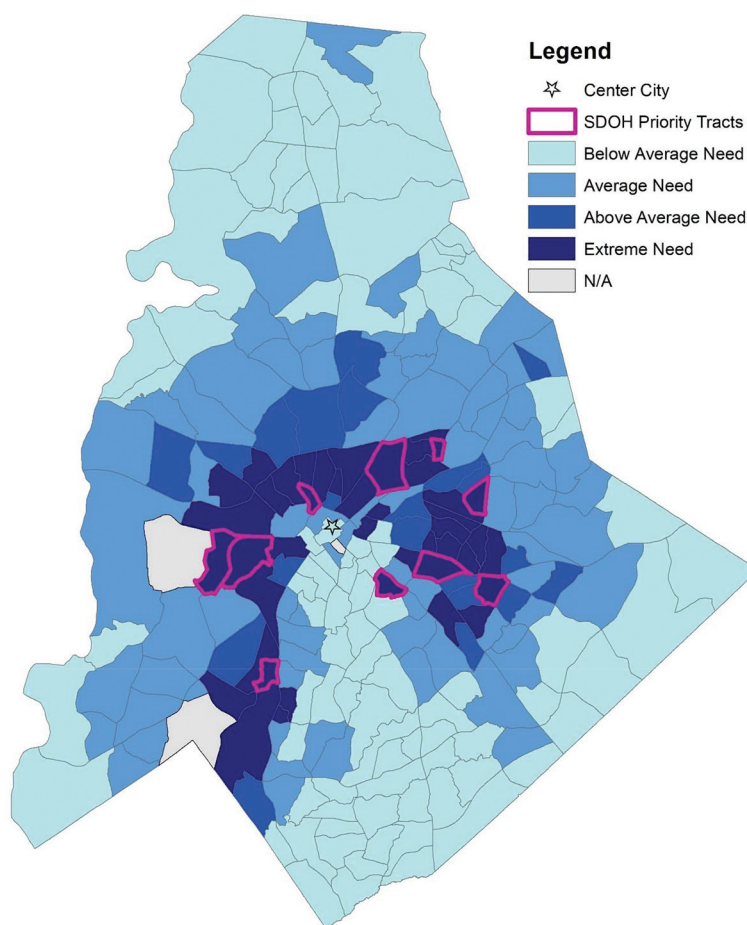 Legend
Center City
SDOH Priority Tracts
Below Average Need
Average Need
Above Average Need
Extreme Need
N/A